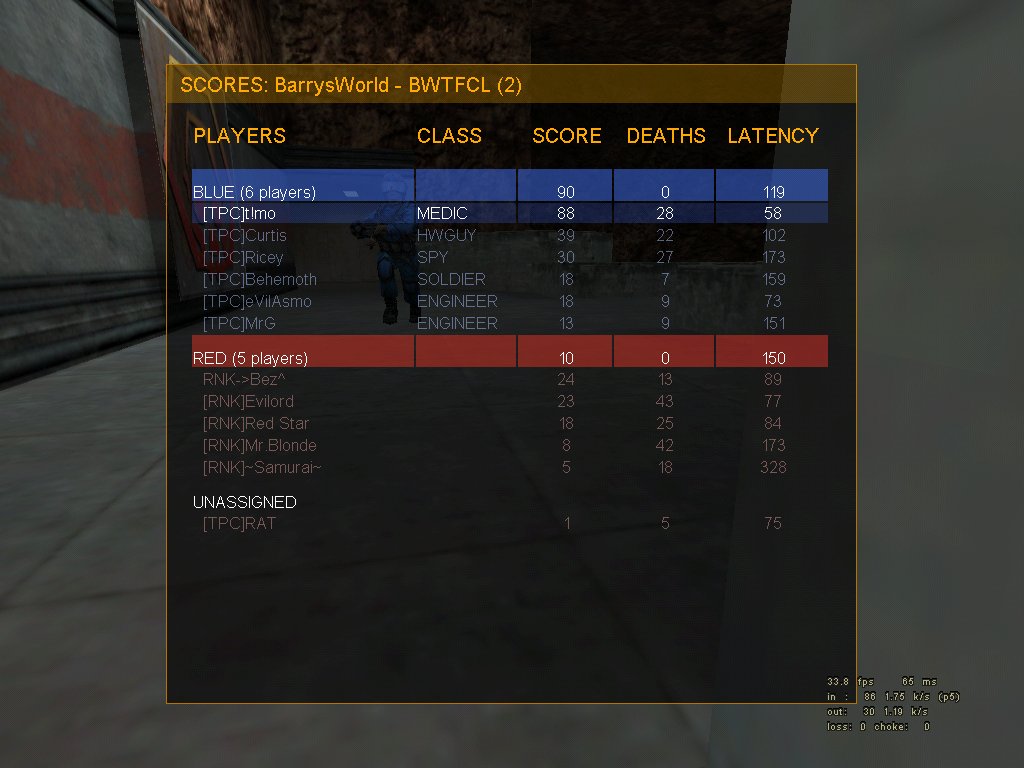 SCORES: BarrysWorld - BWTFCL (2)
PLAYERS CLASS SCORE DEATHS LATENCY
BLUE (6 players) 90 0 119
[TPC]t!mo MEDIC 88 28 58
[TPC]Curtis HWGUY 39 22 102
[TPC]Ricey SPY 30 27 173
[TPC]Behemoth SOLDIER 18 7 159
[TPC]eVilAsmo ENGINEER 18 9 73
[TPC]MrG ENGINEER 13 9 151
RED (5 players) 10 0 150
RNK->Bez^ 24 13 89
[RNK]Evilord 23 43 77
[RNK]Red Star 18 25 84
[RNK]Mr.Blonde 8 42 173
[RNK]~Samurai~ 5 18 328
UNASSIGNED
[TPC]RAT 1 5 75
33.8 fps 65 ms
in : 86 1.75 k/s (p5)
out: 30 1.19 k/s
loss: 0 choke: 0